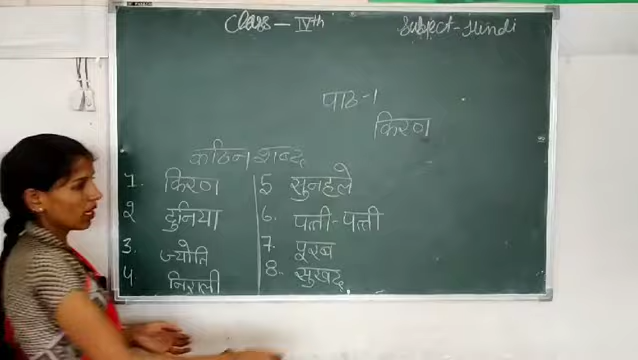 Class - IVth
Subject - Hindi
पाठ-1
किरण
कठिन शब्द
1. किरण
2 दुनिया
3. ज्योति
4. निराली
5 सुनहले
6. पत्ती-पत्ती
7. पूरब
8. सुखद